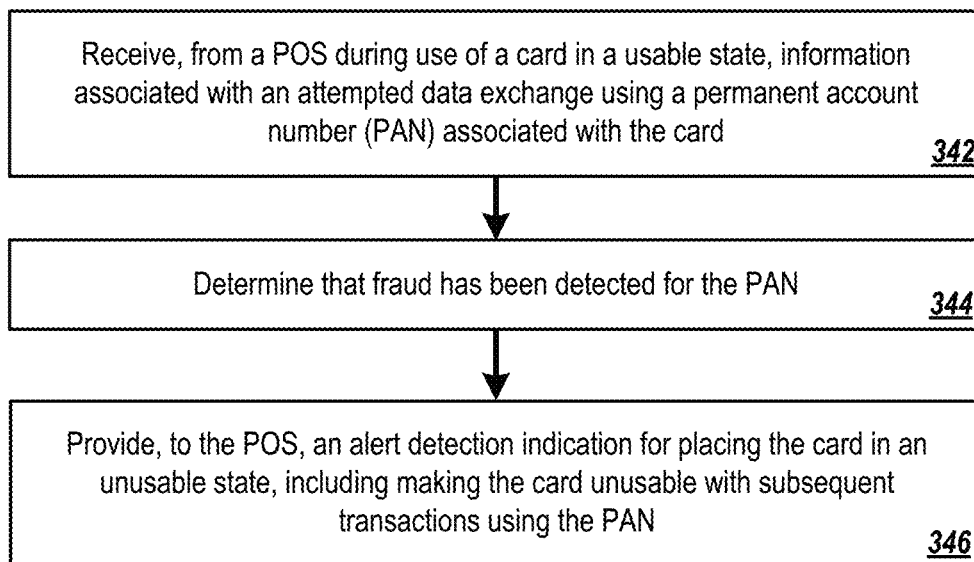 Receive, from a POS during use of a card in a usable state, information
associated with an attempted data exchange using a permanent account
number (PAN) associated with the card
342
Determine that fraud has been detected for the PAN
344
Provide, to the POS, an alert detection indication for placing the card in an
unusable state, including making the card unusable with subsequent
transactions using the PAN
346